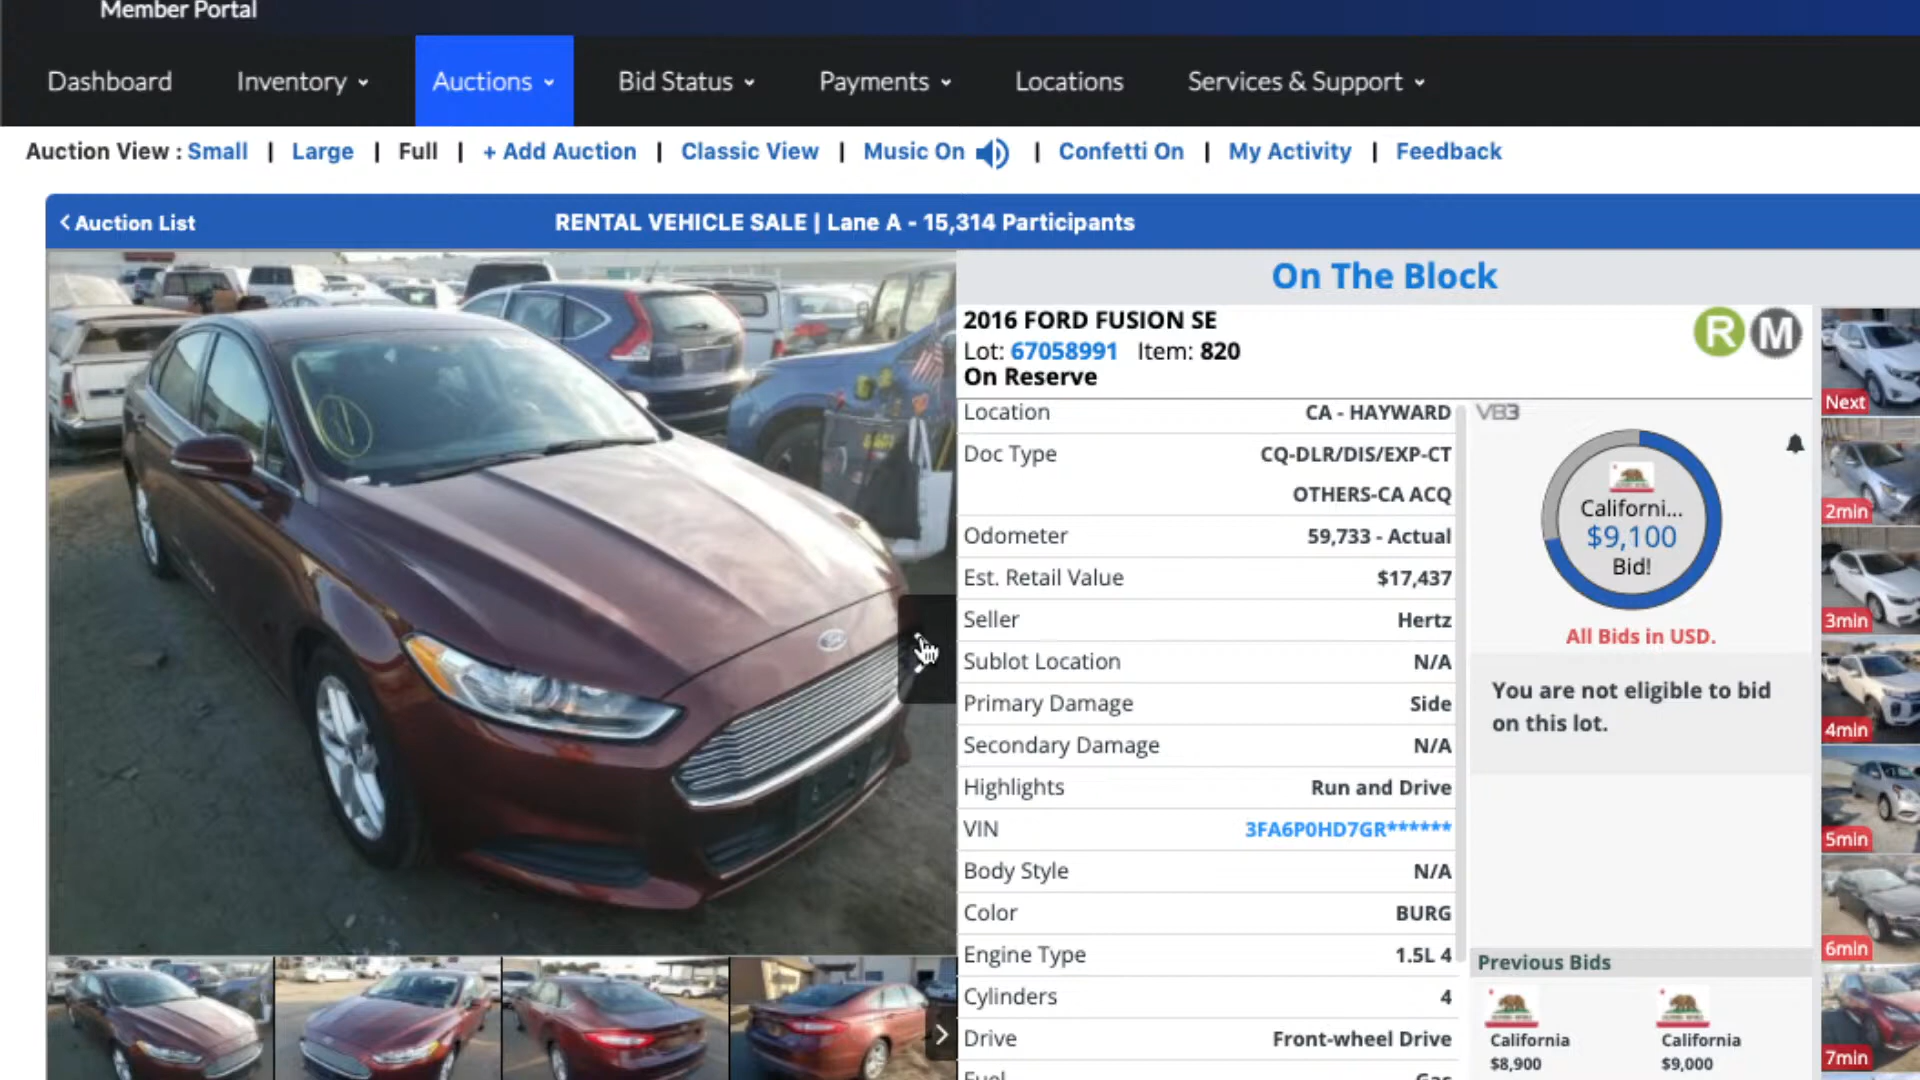 Member Portal
Dashboard Inventory Auctions Bid Status Payments Locations Services & Support
Auction View : Small | Large | Full | + Add Auction | Classic View | Music On | Confetti On | My Activity | Feedback
Auction List RENTAL VEHICLE SALE | Lane A - 15,314 Participants
On The Block
2016 FORD FUSION SE
Lot: 67058991 Item: 820
On Reserve
R M
Location CA - HAYWARD
Doc Type CQ-DLR/DIS/EXP-CT
OTHERS-CA ACQ
Odometer 59,733 - Actual
Est. Retail Value $17,437
Seller Hertz
Sublot Location N/A
Primary Damage Side
Secondary Damage N/A
Highlights Run and Drive
VIN 3FA6P0HD7GR******
Body Style N/A
Color BURG
Engine Type 1.5L 4
Cylinders 4
Drive Front-wheel Drive
Fuel Gas
VB3
Californi...
$9,100
Bid!
All Bids in USD.
You are not eligible to bid
on this lot.
Previous Bids
California California
$8,900 $9,000
Next
2min
3min
4min
5min
6min
7min